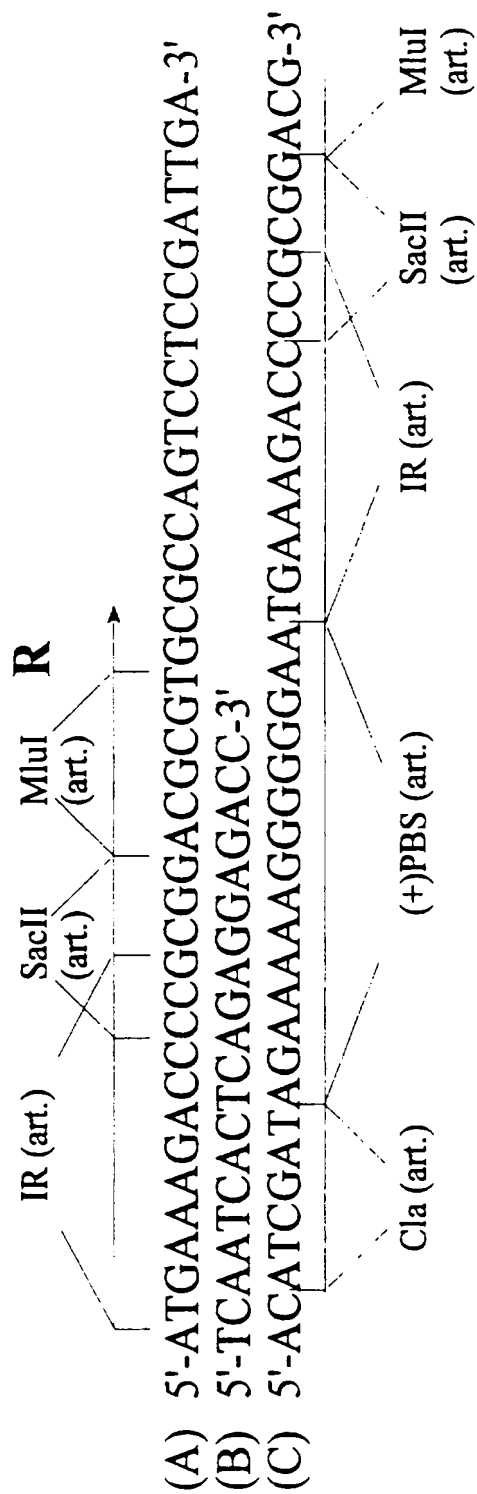 IR (art.)
SacII
(art.)
MluI
(art.)
R
(A) 5'-ATGAAAGACCCCGCGGACGCGTGCGCCAGTCCTCCGATTGA-3'
(B) 5'-TCAATCACTCAGAGGAGACC-3'
(C) 5'-ACATCGATAGAAAAAGGGGGGAATGAAAGACCCCGCGGACG-3'
Cla (art.)
(+)PBS (art.)
IR (art.)
SacII
(art.)
MluI
(art.)